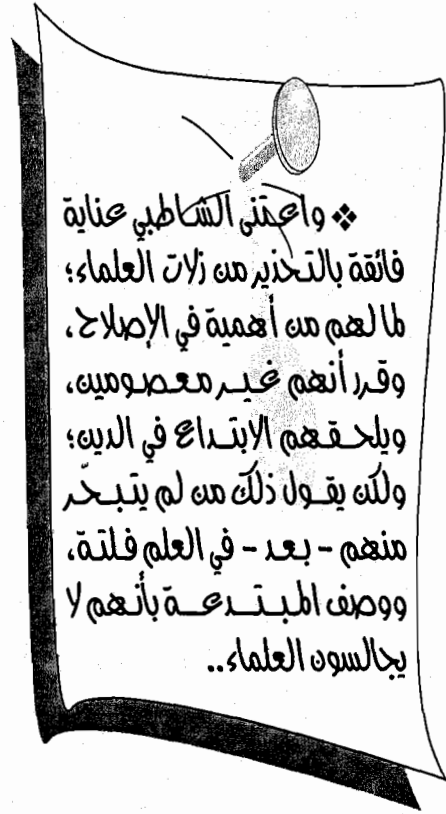 ❖ واعتنى الشاطبي عناية
فائقة بالتحذير من زلات العلماء؛
لما لهم من أهمية في الإصلاح،
وقرر أنهم غير معصومين،
ويلحقهم الابتداع في الدين؛
ولكن يقول ذلك من لم يتبحّر
منهم - بعد - في العلم فلتة،
ووصف المبتدعة بأنهم لا
يجالسون العلماء..